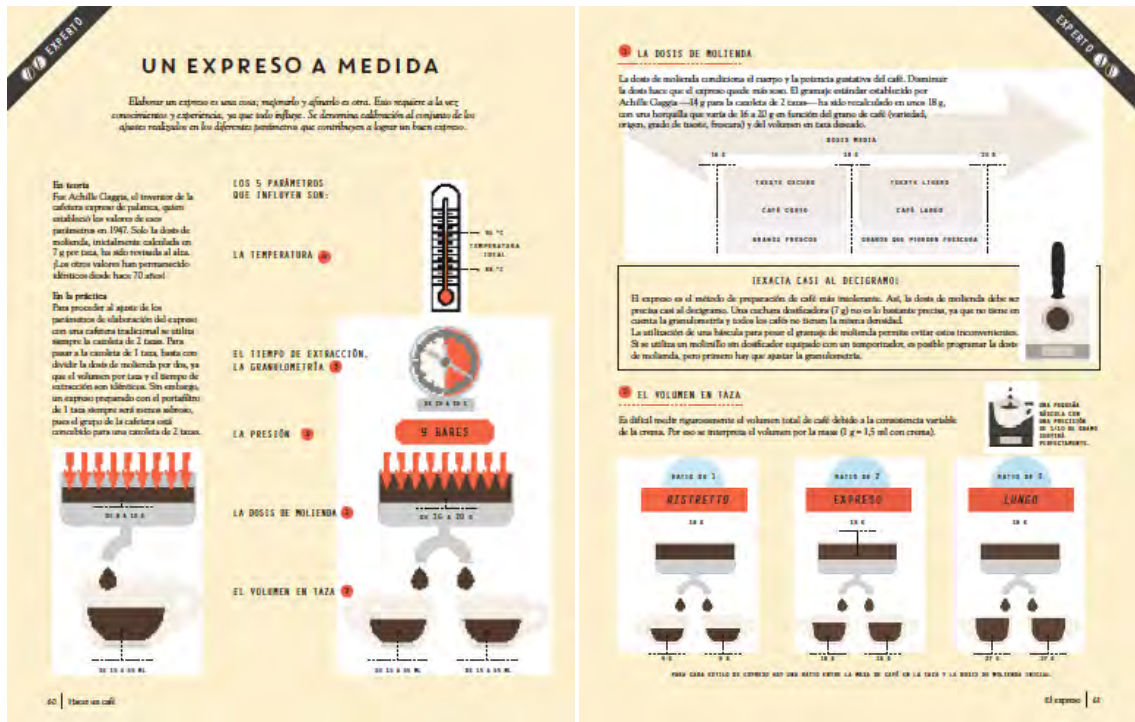 EXPERTO
UN EXPRESO A MEDIDA
Elaborar un expreso es una cosa; mejorarlo y afinarlo es otra. Esto requiere a la vez
conocimientos y experiencia, ya que todo influye. Se denomina calibración al conjunto de los
ajustes realizados en los diferentes parámetros que contribuyen a lograr un buen expreso.
En teoría
Fue Achille Gaggia, el inventor de la
cafetera expreso de palanca, quien
estableció los valores de esos
parámetros en 1947. Solo la dosis de
molienda, inicialmente calculada en
7 g por taza, ha sido revisada al alza.
¡Los otros valores han permanecido
idénticos desde hace 70 años!
En la práctica
Para proceder al ajuste de los
parámetros de elaboración del expreso
con una cafetera tradicional se utiliza
siempre la cazoleta de 2 tazas. Para
pasar a la cazoleta de 1 taza, basta con
dividir la dosis de molienda por dos, ya
que el volumen por taza y el tiempo de
extracción son idénticos. Sin embargo,
un expreso preparado con el portafiltro
de 1 taza siempre será menos sabroso,
pues el grupo de la cafetera está
concebido para una cazoleta de 2 tazas.
LOS 5 PARÁMETROS
QUE INFLUYEN SON:
LA TEMPERATURA
TEMPERATURA
IDEAL
EL TIEMPO DE EXTRACCIÓN,
LA GRANULOMETRÍA
LA PRESIÓN
9 BARES
LA DOSIS DE MOLIENDA
DE 16 A 20 G
EL VOLUMEN EN TAZA
60 | Hacer un café
EXPERTO
1 LA DOSIS DE MOLIENDA
La dosis de molienda condiciona el cuerpo y la potencia gustativa del café. Disminuir
la dosis hace que el expreso quede más soso. El gramaje estándar establecido por
Achille Gaggia —14 g para la cazoleta de 2 tazas— ha sido recalculado en unos 18 g,
con una horquilla que varía de 16 a 20 g en función del grano de café (variedad,
origen, grado de tueste, frescura) y del volumen en taza deseado.
DOSIS MEDIA
16 G 18 G 20 G
TUESTE OSCURO TUESTE LIGERO
CAFÉ CORTO CAFÉ LARGO
GRANOS FRESCOS GRANOS QUE PIERDEN FRESCURA
¡EXACTA CASI AL DECIGRAMO!
El expreso es el método de preparación de café más intolerante. Así, la dosis de molienda debe ser
precisa casi al decigramo. Una cuchara dosificadora (7 g) no es lo bastante precisa, ya que no tiene en
cuenta la granulometría y todos los cafés no tienen la misma densidad.
La utilización de una báscula para pesar el gramaje de molienda permite evitar estos inconvenientes.
Si se utiliza un molinillo sin dosificador equipado con un temporizador, es posible programar la dosis
de molienda, pero primero hay que ajustar la granulometría.
2 EL VOLUMEN EN TAZA
Es difícil medir rigurosamente el volumen total de café debido a la consistencia variable
de la crema. Por eso se interpreta el volumen por la masa (1 g = 1,5 ml con crema).
UNA PEQUEÑA
BÁSCULA CON
UNA PRECISIÓN
DE 1/10 DE GRAMO
SERVIRÁ
PERFECTAMENTE.
RATIO DE 1 RATIO DE 2 RATIO DE 3
RISTRETTO EXPRESO LUNGO
18 G 18 G 18 G
9 G 9 G 18 G 18 G 27 G 27 G
PARA CADA ESTILO DE EXPRESO HAY UNA RATIO ENTRE LA MASA DE CAFÉ EN LA TAZA Y LA DOSIS DE MOLIENDA INICIAL.
El expreso | 61